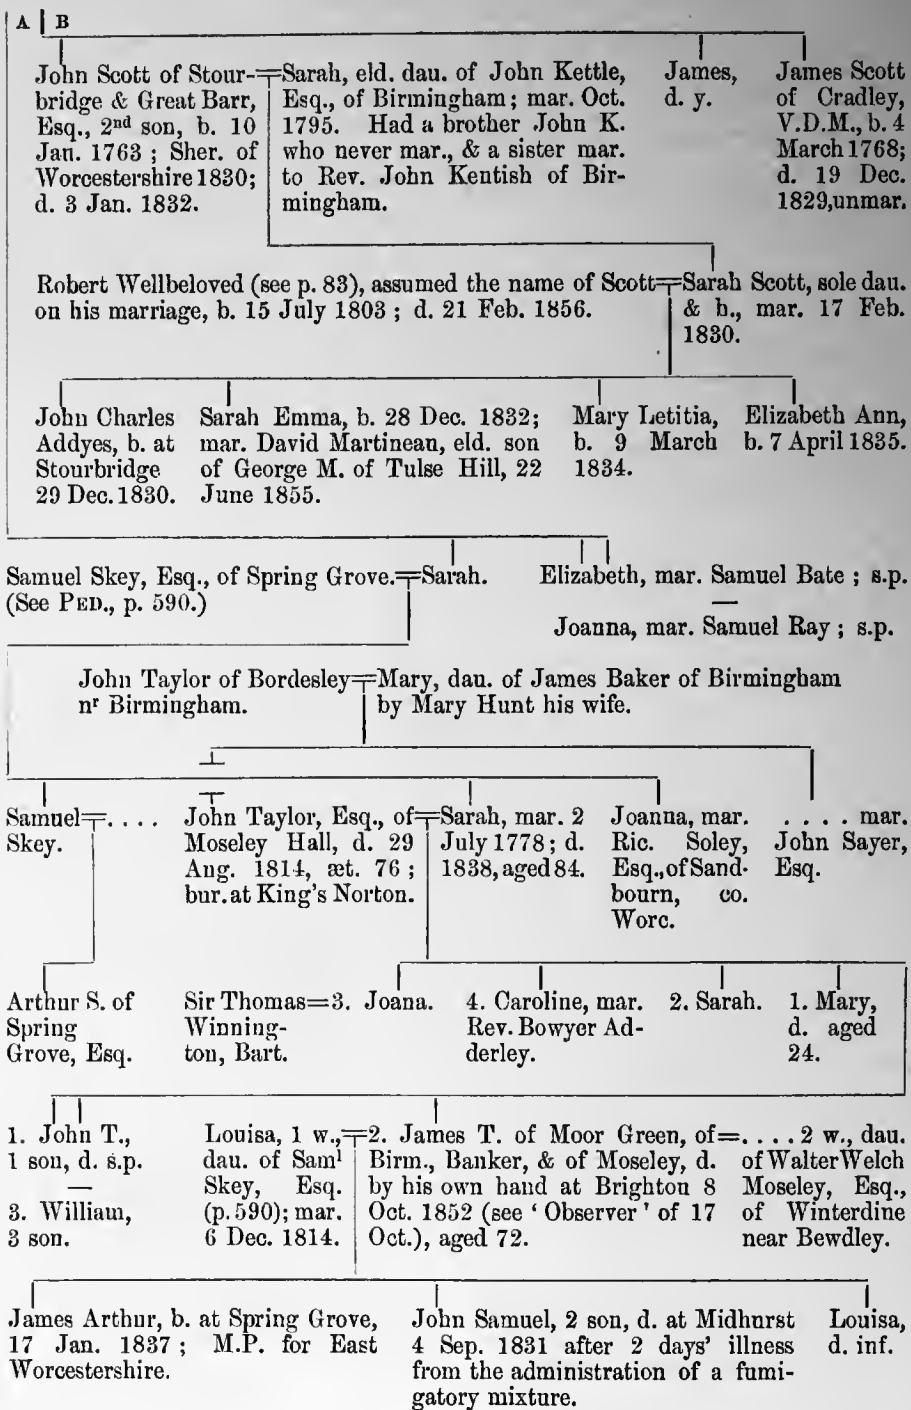 A | B
John Scott of Stour-
bridge & Great Barr,
Esq., 2nd son, b. 10
Jan. 1763 ; Sher. of
Worcestershire 1830;
d. 3 Jan. 1832.
Sarah, eld. dau. of John Kettle,
Esq., of Birmingham; mar. Oct.
1795. Had a brother John K.
who never mar., & a sister mar.
to Rev. John Kentish of Bir-
mingham.
James,
d. y.
James Scott
of Cradley,
V.D.M., b. 4
March 1768;
d. 19 Dec.
1829, unmar.
Robert Wellbeloved (see p. 83), assumed the name of Scott
on his marriage, b. 15 July 1803 ; d. 21 Feb. 1856.
Sarah Scott, sole dau.
& h., mar. 17 Feb.
1830.
John Charles
Addyes, b. at
Stourbridge
29 Dec. 1830.
Sarah Emma, b. 28 Dec. 1832;
mar. David Martinean, eld. son
of George M. of Tulse Hill, 22
June 1855.
Mary Letitia,
b. 9 March
1834.
Elizabeth Ann,
b. 7 April 1835.
Samuel Skey, Esq., of Spring Grove.
(See PED., p. 590.)
Sarah.
Elizabeth, mar. Samuel Bate ; s.p.
—
Joanna, mar. Samuel Ray ; s.p.
John Taylor of Bordesley
nr Birmingham.
Mary, dau. of James Baker of Birmingham
by Mary Hunt his wife.
Samuel
Skey.
. . . .
John Taylor, Esq., of
Moseley Hall, d. 29
Aug. 1814, æt. 76 ;
bur. at King's Norton.
Sarah, mar. 2
July 1778; d.
1838, aged 84.
Joanna, mar.
Ric. Soley,
Esq., of Sand-
bourn, co.
Worc.
. . . . mar.
John Sayer,
Esq.
Arthur S. of
Spring
Grove, Esq.
Sir Thomas
Winning-
ton, Bart.
=3. Joana.
4. Caroline, mar.
Rev. Bowyer Ad-
derley.
2. Sarah.
1. Mary,
d. aged
24.
1. John T.,
1 son, d. s.p.
—
3. William,
3 son.
Louisa, 1 w.,
dau. of Saml
Skey, Esq.
(p. 590); mar.
6 Dec. 1814.
2. James T. of Moor Green, of
Birm., Banker, & of Moseley, d.
by his own hand at Brighton 8
Oct. 1852 (see ‘ Observer ’ of 17
Oct.), aged 72.
=. . . . 2 w., dau.
of Walter Welch
Moseley, Esq.,
of Winterdine
near Bewdley.
James Arthur, b. at Spring Grove,
17 Jan. 1837 ; M.P. for East
Worcestershire.
John Samuel, 2 son, d. at Midhurst
4 Sep. 1831 after 2 days' illness
from the administration of a fumi-
gatory mixture.
Louisa,
d. inf.